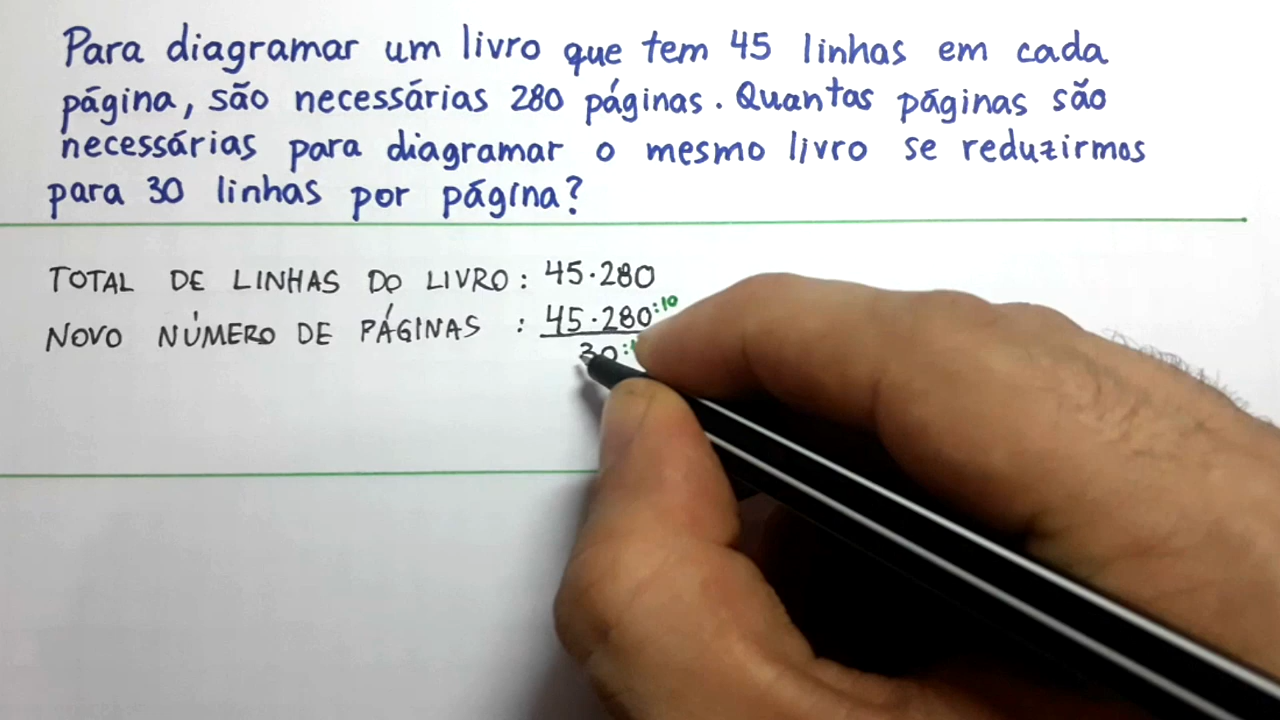 Para diagramar um livro que tem 45 linhas em cada
página, são necessárias 280 páginas. Quantas páginas são
necessárias para diagramar o mesmo livro se reduzirmos
para 30 linhas por página?
TOTAL DE LINHAS DO LIVRO: 45·280
NOVO NÚMERO DE PÁGINAS : 45·280:10
30